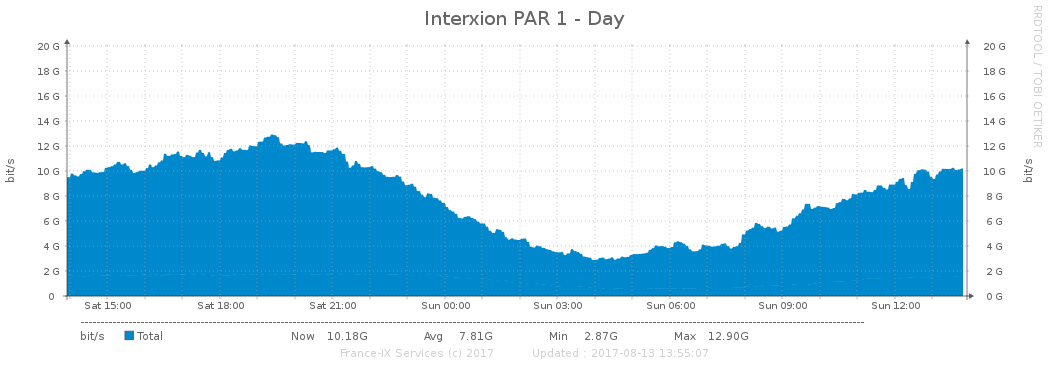 Interxion PAR 1 - Day
RRDTOOL / TOBI OETIKER
bit/s
20 G 20 G
18 G 18 G
16 G 16 G
14 G 14 G
12 G 12 G
10 G 10 G
8 G 8 G
6 G 6 G
4 G 4 G
2 G 2 G
0 0 G
bit/s
Sat 15:00 Sat 18:00 Sat 21:00 Sun 00:00 Sun 03:00 Sun 06:00 Sun 09:00 Sun 12:00
bit/s Total Now 10.18G Avg 7.81G Min 2.87G Max 12.90G
France-IX Services (c) 2017 Updated : 2017-08-13 13:55:07